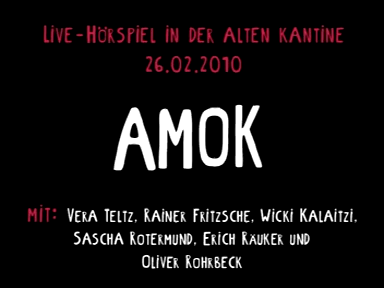 Live-Hörspiel in der alten Kantine
26.02.2010
AMOK
mit: Vera Teltz, Rainer Fritzsche, Wicki Kalaitzi,
Sascha Rotermund, Erich Räuker und
Oliver Rohrbeck